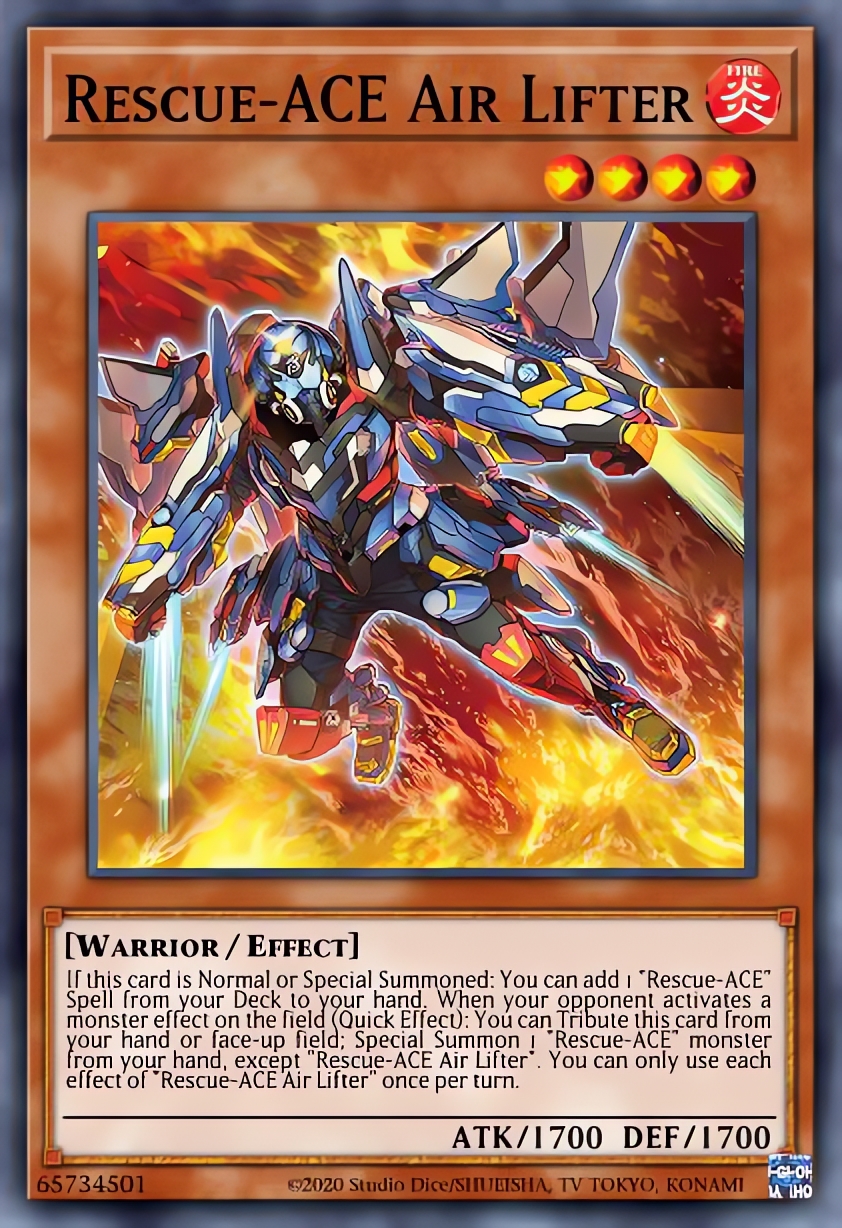 Rescue-ACE Air Lifter
FIRE
炎
[Warrior / Effect]
If this card is Normal or Special Summoned: You can add 1 "Rescue-ACE"
Spell from your Deck to your hand. When your opponent activates a
monster effect on the field (Quick Effect): You can Tribute this card from
your hand or face-up field; Special Summon 1 "Rescue-ACE" monster
from your hand, except "Rescue-ACE Air Lifter". You can only use each
effect of "Rescue-ACE Air Lifter" once per turn.
ATK/1700 DEF/1700
65734501
©2020 Studio Dice/SHUEISHA, TV TOKYO, KONAMI